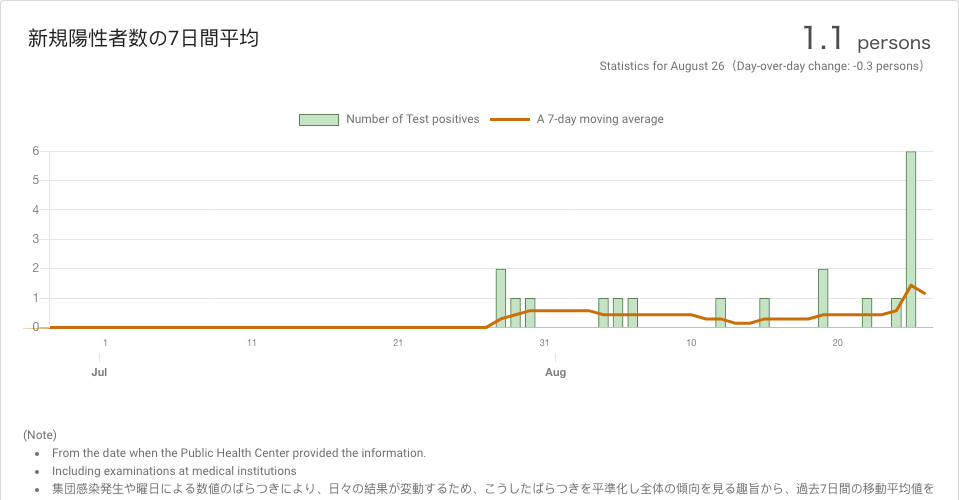 新規陽性者数の7日間平均
1.1 persons
Statistics for August 26（Day-over-day change: -0.3 persons）
Number of Test positives A 7-day moving average
6
5
4
3
2
1
0
1 11 21 31 10 20
Jul Aug
(Note)
• From the date when the Public Health Center provided the information.
• Including examinations at medical institutions
• 集団感染発生や曜日による数値のばらつきにより、日々の結果が変動するため、こうしたばらつきを平準化し全体の傾向を見る趣旨から、過去7日間の移動平均値を